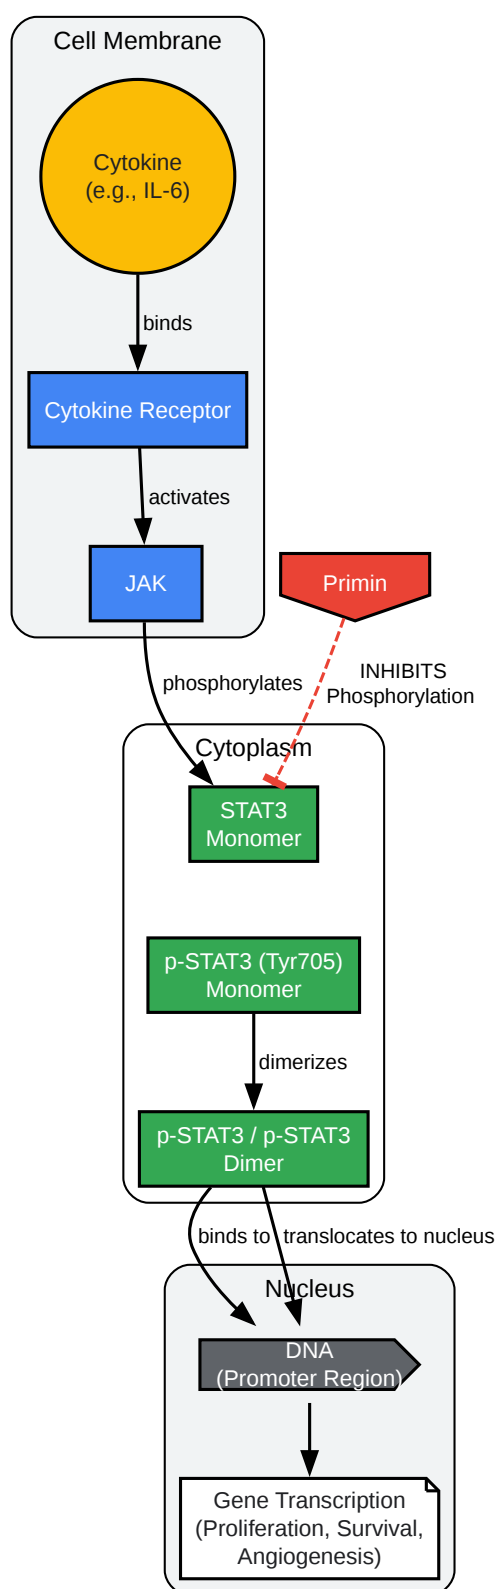 Cell Membrane
Cytokine
(e.g., IL-6)
binds
Cytokine Receptor
activates
JAK
Primin
phosphorylates
INHIBITS
Phosphorylation
Cytoplasm
STAT3
Monomer
p-STAT3 (Tyr705)
Monomer
dimerizes
p-STAT3 / p-STAT3
Dimer
binds to
translocates to nucleus
Nucleus
DNA
(Promoter Region)
Gene Transcription
(Proliferation, Survival,
Angiogenesis)